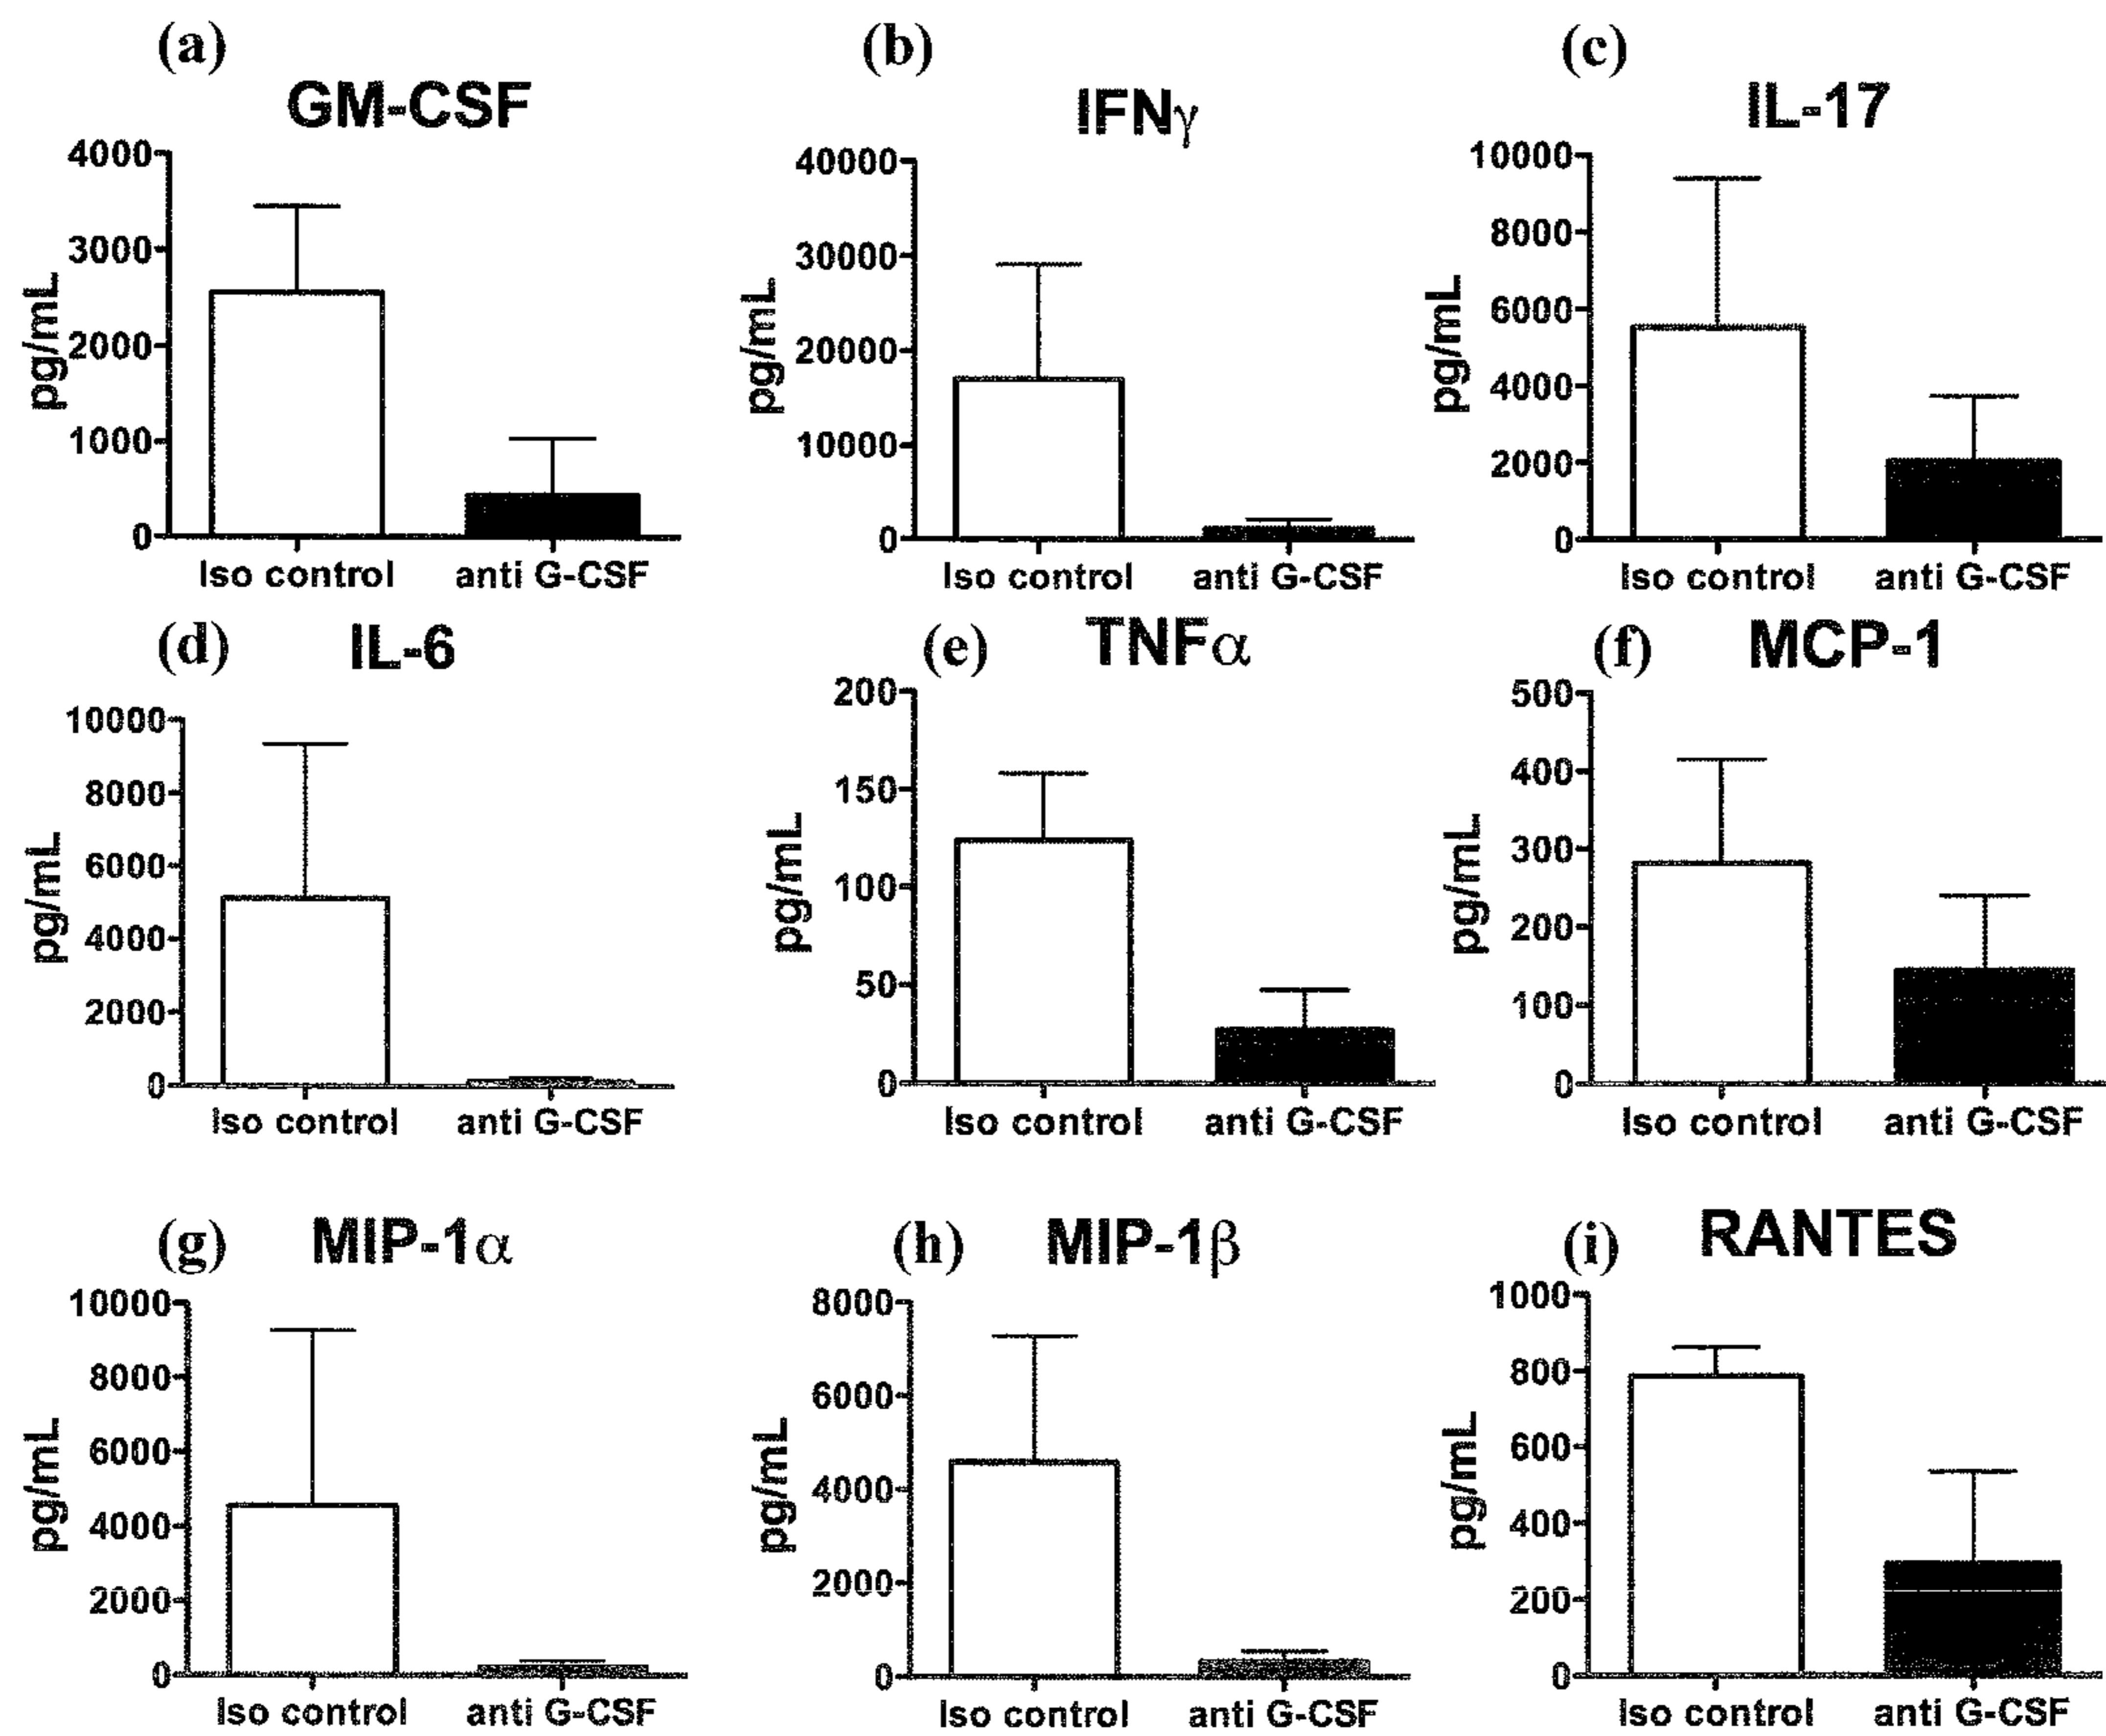 (a)
GM-CSF
4000
3000
2000
1000
0
pg/mL
Iso control
anti G-CSF
(b)
IFNγ
40000
30000
20000
10000
0
pg/mL
Iso control
anti G-CSF
(c)
IL-17
10000
8000
6000
4000
2000
0
pg/mL
Iso control
anti G-CSF
(d)
IL-6
10000
8000
6000
4000
2000
0
pg/mL
Iso control
anti G-CSF
(e)
TNFα
200
150
100
50
0
pg/mL
Iso control
anti G-CSF
(f)
MCP-1
500
400
300
200
100
0
pg/mL
Iso control
anti G-CSF
(g)
MIP-1α
10000
8000
6000
4000
2000
0
pg/mL
Iso control
anti G-CSF
(h)
MIP-1β
8000
6000
4000
2000
0
pg/mL
Iso control
anti G-CSF
(i)
RANTES
1000
800
600
400
200
0
pg/mL
Iso control
anti G-CSF